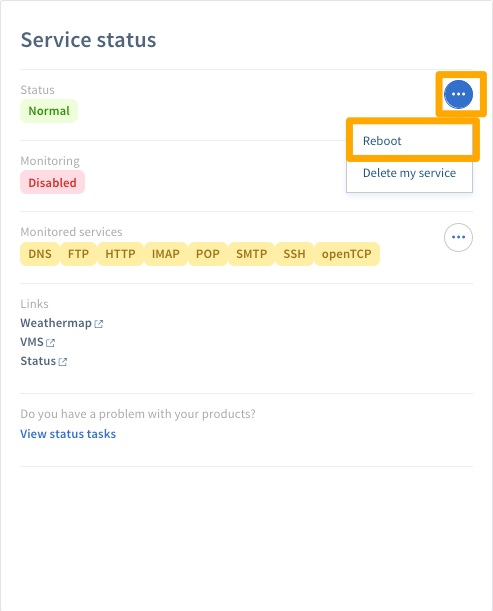 Service status
Status
Normal
Reboot
Delete my service
Monitoring
Disabled
Monitored services
DNS FTP HTTP IMAP POP SMTP SSH openTCP
Links
Weathermap
VMS
Status
Do you have a problem with your products?
View status tasks